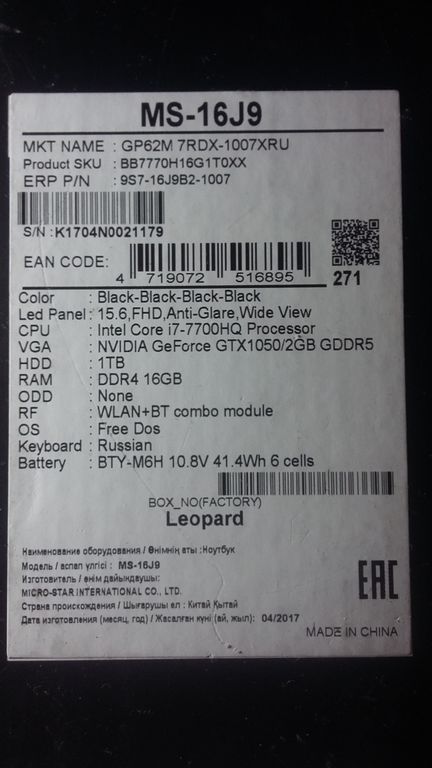 MS-16J9
MKT NAME : GP62M 7RDX-1007XRU
Product SKU : BB7770H16G1T0XX
ERP P/N : 9S7-16J9B2-1007
S/N : K1704N0021179
EAN CODE:
4 719072 516895
271
Color : Black-Black-Black-Black
Led Panel : 15.6,FHD,Anti-Glare,Wide View
CPU : Intel Core i7-7700HQ Processor
VGA : NVIDIA GeForce GTX1050/2GB GDDR5
HDD : 1TB
RAM : DDR4 16GB
ODD : None
RF : WLAN+BT combo module
OS : Free Dos
Keyboard : Russian
Battery : BTY-M6H 10.8V 41.4Wh 6 cells
BOX_NO(FACTORY)
Leopard
Наименование оборудования / Өнімнің аты :Ноутбук
Модель / аспап үлгісі : MS-16J9
Изготовитель / өнім дайындаушы:
MICRO-STAR INTERNATIONAL CO., LTD.
Страна происхождения / Шығарушы ел : Китай Қытай
Дата изготовления (месяц, год) / Жасалған күні (ай, жыл): 04/2017
EAC
MADE IN CHINA